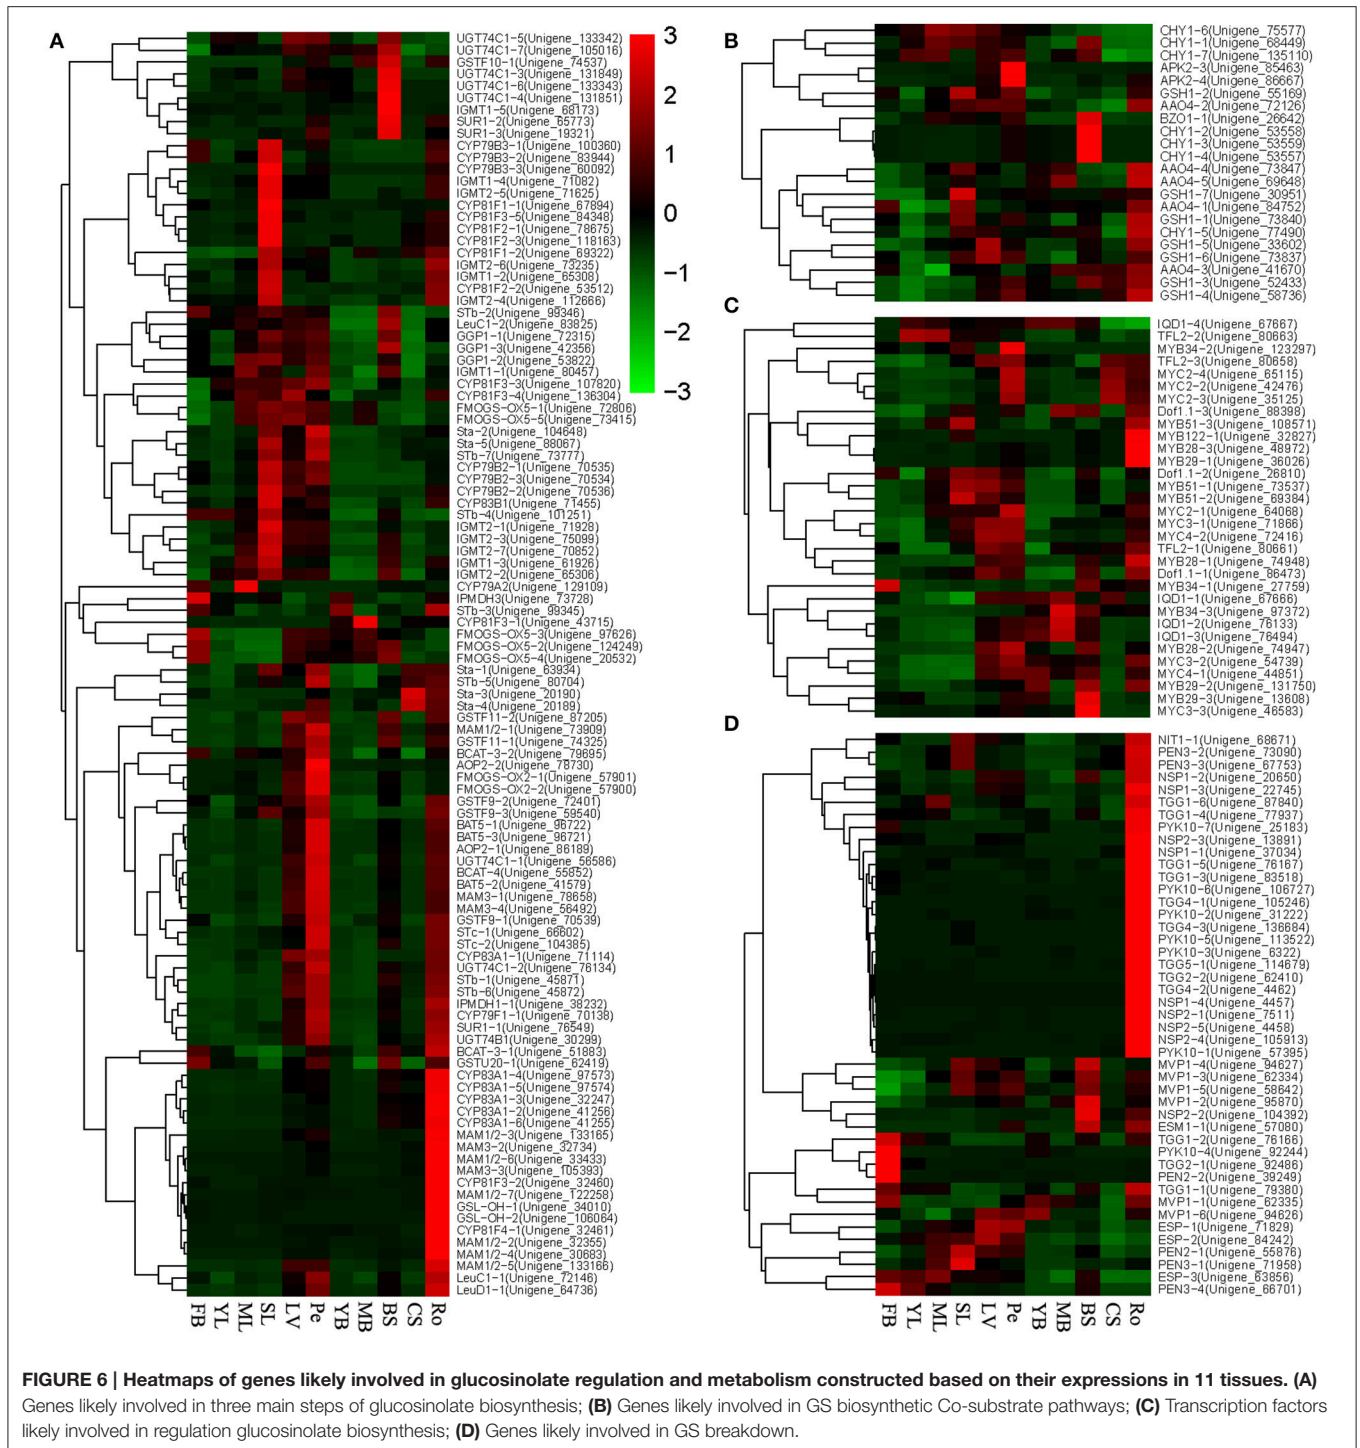 A
UGT74C1-5(Unigene_133342)
UGT74C1-7(Unigene_105016)
GSTF10-1(Unigene_74537)
UGT74C1-3(Unigene_131849)
UGT74C1-6(Unigene_133343)
UGT74C1-4(Unigene_131851)
IGMT1-5(Unigene_68173)
SUR1-2(Unigene_65773)
SUR1-3(Unigene_19321)
CYP79B3-1(Unigene_100360)
CYP79B3-2(Unigene_83944)
CYP79B3-3(Unigene_60092)
IGMT1-4(Unigene_71082)
IGMT2-5(Unigene_71625)
CYP81F1-1(Unigene_67894)
CYP81F3-5(Unigene_84348)
CYP81F2-1(Unigene_78675)
CYP81F2-3(Unigene_118163)
CYP81F1-2(Unigene_69322)
IGMT2-6(Unigene_73235)
IGMT1-2(Unigene_65308)
CYP81F2-2(Unigene_53512)
IGMT2-4(Unigene_112666)
STb-2(Unigene_99346)
LeuC1-2(Unigene_83825)
GGP1-1(Unigene_72315)
GGP1-3(Unigene_42356)
GGP1-2(Unigene_53822)
IGMT1-1(Unigene_80457)
CYP81F3-3(Unigene_107820)
CYP81F3-4(Unigene_136304)
FMOGS-OX5-1(Unigene_72806)
FMOGS-OX5-5(Unigene_73415)
Sta-2(Unigene_104648)
Sta-5(Unigene_88067)
STb-7(Unigene_73777)
CYP79B2-1(Unigene_70535)
CYP79B2-3(Unigene_70534)
CYP79B2-2(Unigene_70536)
CYP83B1(Unigene_71455)
STb-4(Unigene_101251)
IGMT2-1(Unigene_71928)
IGMT2-3(Unigene_75099)
IGMT2-7(Unigene_70852)
IGMT1-3(Unigene_61926)
IGMT2-2(Unigene_65306)
CYP79A2(Unigene_129109)
IPMDH3(Unigene_73728)
STb-3(Unigene_99345)
CYP81F3-1(Unigene_43715)
FMOGS-OX5-3(Unigene_97626)
FMOGS-OX5-2(Unigene_124249)
FMOGS-OX5-4(Unigene_20532)
Sta-1(Unigene_63934)
STb-5(Unigene_80704)
Sta-3(Unigene_20190)
Sta-4(Unigene_20189)
GSTF11-2(Unigene_87205)
MAM1/2-1(Unigene_73909)
GSTF11-1(Unigene_74325)
BCAT-3-2(Unigene_79695)
AOP2-2(Unigene_78730)
FMOGS-OX2-1(Unigene_57901)
FMOGS-OX2-2(Unigene_57900)
GSTF9-2(Unigene_72401)
GSTF9-3(Unigene_59540)
BAT5-1(Unigene_96722)
BAT5-3(Unigene_96721)
AOP2-1(Unigene_86189)
UGT74C1-1(Unigene_56586)
BCAT-4(Unigene_55852)
BAT5-2(Unigene_41579)
MAM3-1(Unigene_78658)
MAM3-4(Unigene_56492)
GSTF9-1(Unigene_70539)
STc-1(Unigene_66602)
STc-2(Unigene_104385)
CYP83A1-1(Unigene_71114)
UGT74C1-2(Unigene_76134)
STb-1(Unigene_45871)
STb-6(Unigene_45872)
IPMDH1-1(Unigene_38232)
CYP79F1-1(Unigene_70138)
SUR1-1(Unigene_76549)
UGT74B1(Unigene_30299)
BCAT-3-1(Unigene_51883)
GSTU20-1(Unigene_62419)
CYP83A1-4(Unigene_97573)
CYP83A1-5(Unigene_97574)
CYP83A1-3(Unigene_32247)
CYP83A1-2(Unigene_41256)
CYP83A1-6(Unigene_41255)
MAM1/2-3(Unigene_133165)
MAM3-2(Unigene_32734)
MAM1/2-6(Unigene_33433)
MAM3-3(Unigene_105393)
CYP81F3-2(Unigene_32460)
MAM1/2-7(Unigene_122258)
GSL-OH-1(Unigene_34010)
GSL-OH-2(Unigene_106064)
CYP81F4-1(Unigene_32461)
MAM1/2-2(Unigene_32355)
MAM1/2-4(Unigene_30683)
MAM1/2-5(Unigene_133166)
LeuC1-1(Unigene_72146)
LeuD1-1(Unigene_64736)
FB YL ML SL LV Pe YB MB BS CS Ro
3
2
1
0
−1
−2
−3
B
CHY1-6(Unigene_75577)
CHY1-1(Unigene_68449)
CHY1-7(Unigene_135110)
APK2-3(Unigene_85463)
APK2-4(Unigene_86667)
GSH1-2(Unigene_55169)
AAO4-2(Unigene_72126)
BZO1-1(Unigene_26642)
CHY1-2(Unigene_53558)
CHY1-3(Unigene_53559)
CHY1-4(Unigene_53557)
AAO4-4(Unigene_73847)
AAO4-5(Unigene_69648)
GSH1-7(Unigene_30951)
AAO4-1(Unigene_84752)
GSH1-1(Unigene_73840)
CHY1-5(Unigene_77490)
GSH1-5(Unigene_33602)
GSH1-6(Unigene_73837)
AAO4-3(Unigene_41670)
GSH1-3(Unigene_52433)
GSH1-4(Unigene_58736)
C
IQD1-4(Unigene_67667)
TFL2-2(Unigene_80663)
MYB34-2(Unigene_123297)
TFL2-3(Unigene_80658)
MYC2-4(Unigene_65115)
MYC2-2(Unigene_42476)
MYC2-3(Unigene_35125)
Dof1.1-3(Unigene_88398)
MYB51-3(Unigene_108571)
MYB122-1(Unigene_32827)
MYB28-3(Unigene_48972)
MYB29-1(Unigene_36026)
Dof1.1-2(Unigene_26810)
MYB51-1(Unigene_73537)
MYB51-2(Unigene_69384)
MYC2-1(Unigene_64068)
MYC3-1(Unigene_71866)
MYC4-2(Unigene_72416)
TFL2-1(Unigene_80661)
MYB28-1(Unigene_74948)
Dof1.1-1(Unigene_86473)
MYB34-1(Unigene_27759)
IQD1-1(Unigene_67666)
MYB34-3(Unigene_97372)
IQD1-2(Unigene_76133)
IQD1-3(Unigene_76494)
MYB28-2(Unigene_74947)
MYC3-2(Unigene_54739)
MYC4-1(Unigene_44851)
MYB29-2(Unigene_131750)
MYB29-3(Unigene_13608)
MYC3-3(Unigene_46583)
D
NIT1-1(Unigene_68671)
PEN3-2(Unigene_73090)
PEN3-3(Unigene_67753)
NSP1-2(Unigene_20650)
NSP1-3(Unigene_22745)
TGG1-6(Unigene_87840)
TGG1-4(Unigene_77937)
PYK10-7(Unigene_25183)
NSP2-3(Unigene_13891)
NSP1-1(Unigene_37034)
TGG1-5(Unigene_76167)
TGG1-3(Unigene_83518)
PYK10-6(Unigene_106727)
TGG4-1(Unigene_105246)
PYK10-2(Unigene_31222)
TGG4-3(Unigene_136684)
PYK10-5(Unigene_113522)
PYK10-3(Unigene_6322)
TGG5-1(Unigene_114679)
TGG2-2(Unigene_62410)
TGG4-2(Unigene_4462)
NSP1-4(Unigene_4457)
NSP2-1(Unigene_7511)
NSP2-5(Unigene_4458)
NSP2-4(Unigene_105913)
PYK10-1(Unigene_57395)
MVP1-4(Unigene_94627)
MVP1-3(Unigene_62334)
MVP1-5(Unigene_58642)
MVP1-2(Unigene_95870)
NSP2-2(Unigene_104392)
ESM1-1(Unigene_57080)
TGG1-2(Unigene_76166)
PYK10-4(Unigene_92244)
TGG2-1(Unigene_92486)
PEN2-2(Unigene_39249)
TGG1-1(Unigene_79380)
MVP1-1(Unigene_62335)
MVP1-6(Unigene_94626)
ESP-1(Unigene_71829)
ESP-2(Unigene_84242)
PEN2-1(Unigene_55876)
PEN3-1(Unigene_71958)
ESP-3(Unigene_63856)
PEN3-4(Unigene_66701)
FB YL ML SL LV Pe YB MB BS CS Ro
FIGURE 6 | Heatmaps of genes likely involved in glucosinolate regulation and metabolism constructed based on their expressions in 11 tissues. (A)
Genes likely involved in three main steps of glucosinolate biosynthesis; (B) Genes likely involved in GS biosynthetic Co-substrate pathways; (C) Transcription factors
likely involved in regulation glucosinolate biosynthesis; (D) Genes likely involved in GS breakdown.